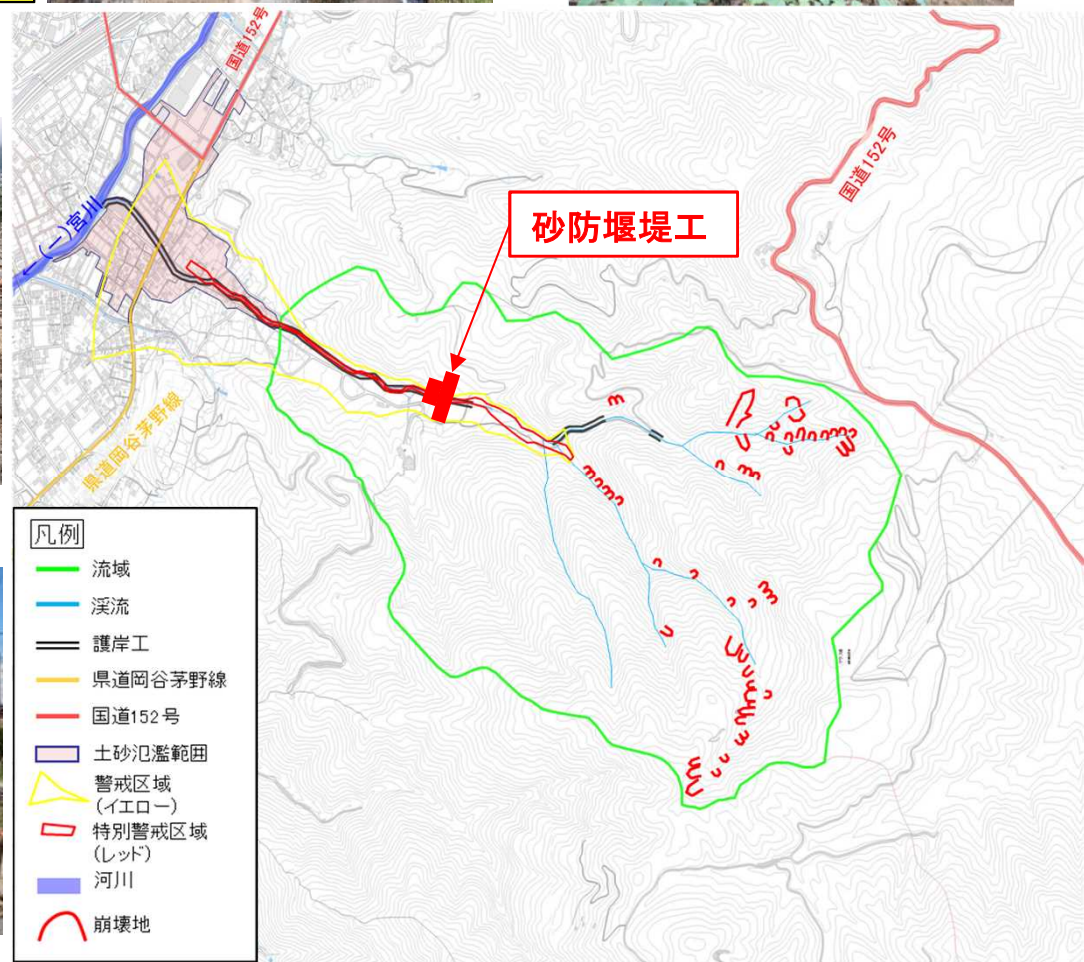 国道152号
国道152号
砂防堰堤工
←(一)宮川
県道岡谷茅野線
凡例
流域
渓流
護岸工
県道岡谷茅野線
国道152号
土砂氾濫範囲
警戒区域
(イエロー)
特別警戒区域
(レッド)
河川
崩壊地